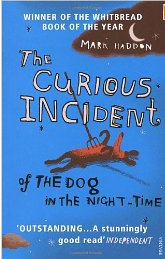 WINNER OF THE WHITBREAD
BOOK OF THE YEAR
MARK HADDON
THE
CURIOUS
INCIDENT
of THE DOG
IN THE NIGHT-TIME
'OUTSTANDING...A stunningly
good read' INDEPENDENT